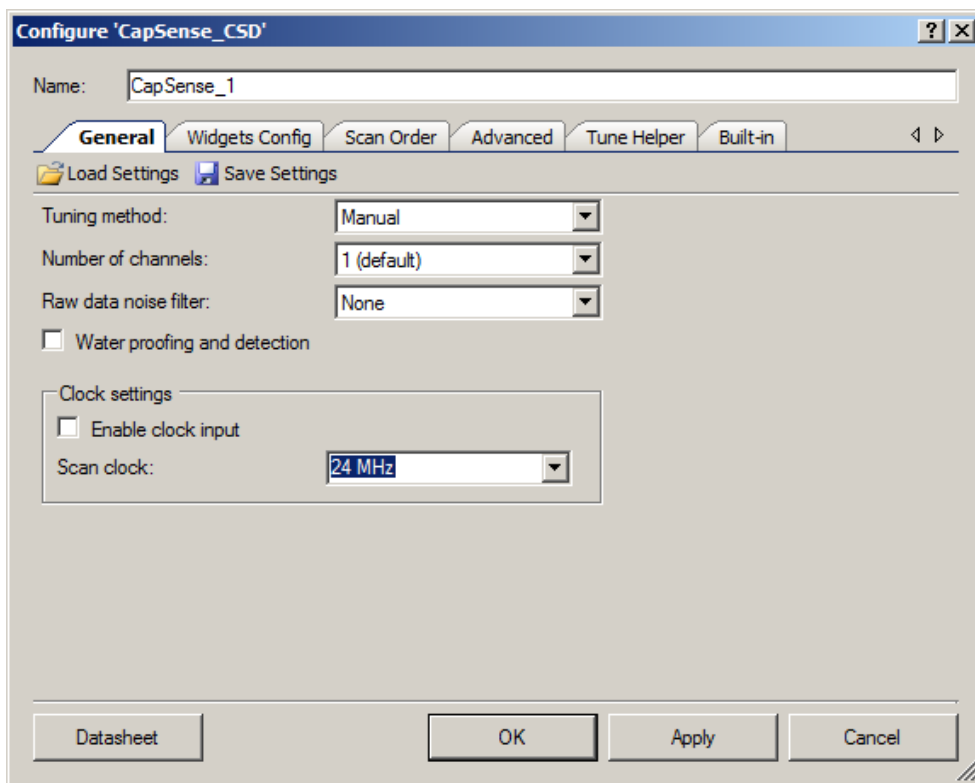 Configure 'CapSense_CSD'
Name: CapSense_1
General Widgets Config Scan Order Advanced Tune Helper Built-in
Load Settings Save Settings
Tuning method: Manual
Number of channels: 1 (default)
Raw data noise filter: None
Water proofing and detection
Clock settings
Enable clock input
Scan clock: 24 MHz
Datasheet OK Apply Cancel